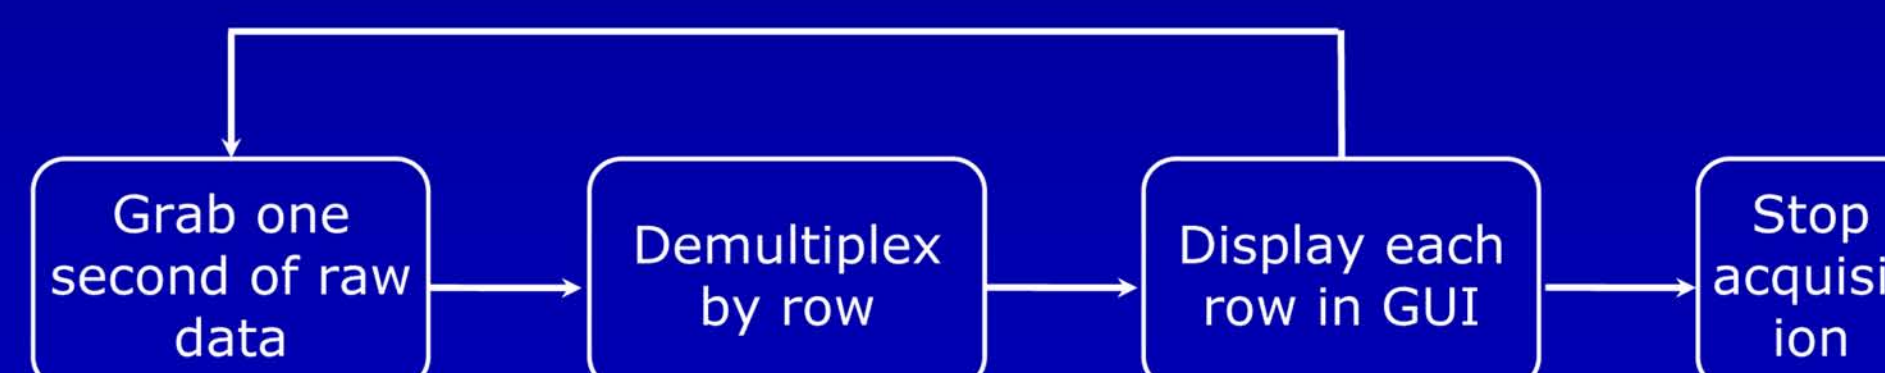 Grab one
second of raw
data
Demultiplex
by row
Display each
row in GUI
Stop
acquisi
ion